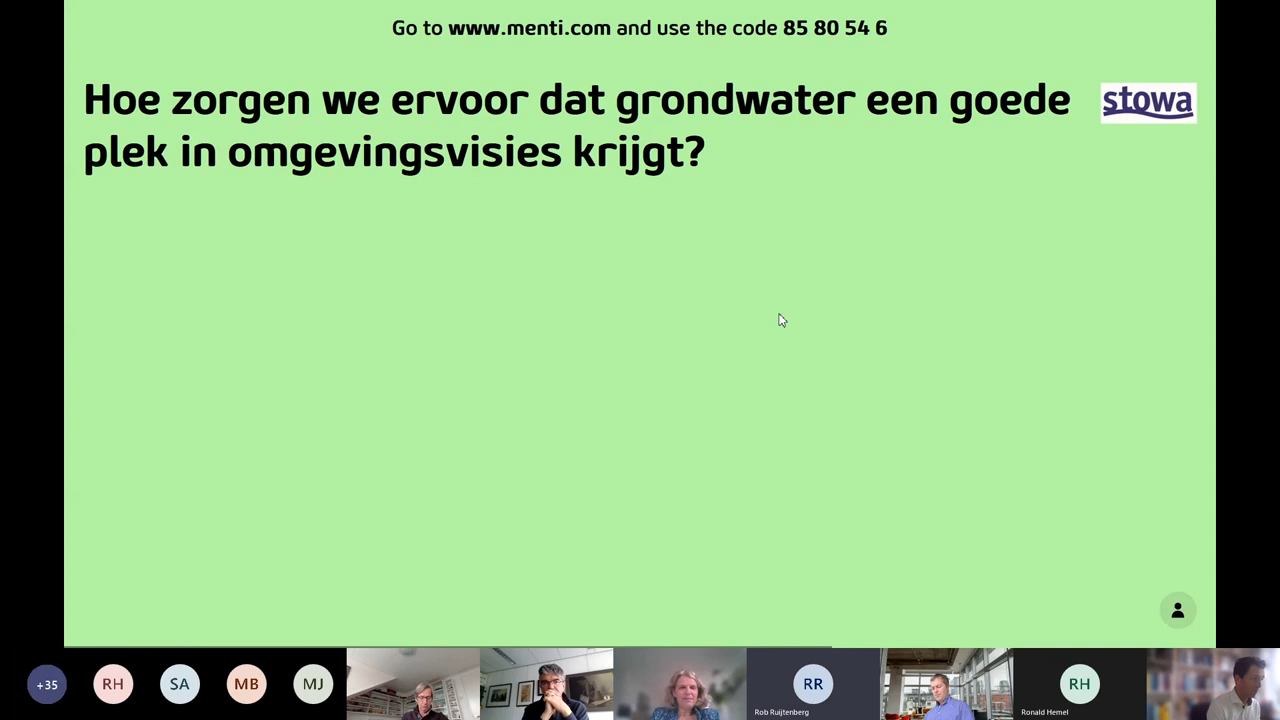 Go to www.menti.com and use the code 85 80 54 6
Hoe zorgen we ervoor dat grondwater een goede
plek in omgevingsvisies krijgt?
stowa
+35
RH
SA
MB
MJ
RR
Rob Ruijtenberg
RH
Ronald Hemel